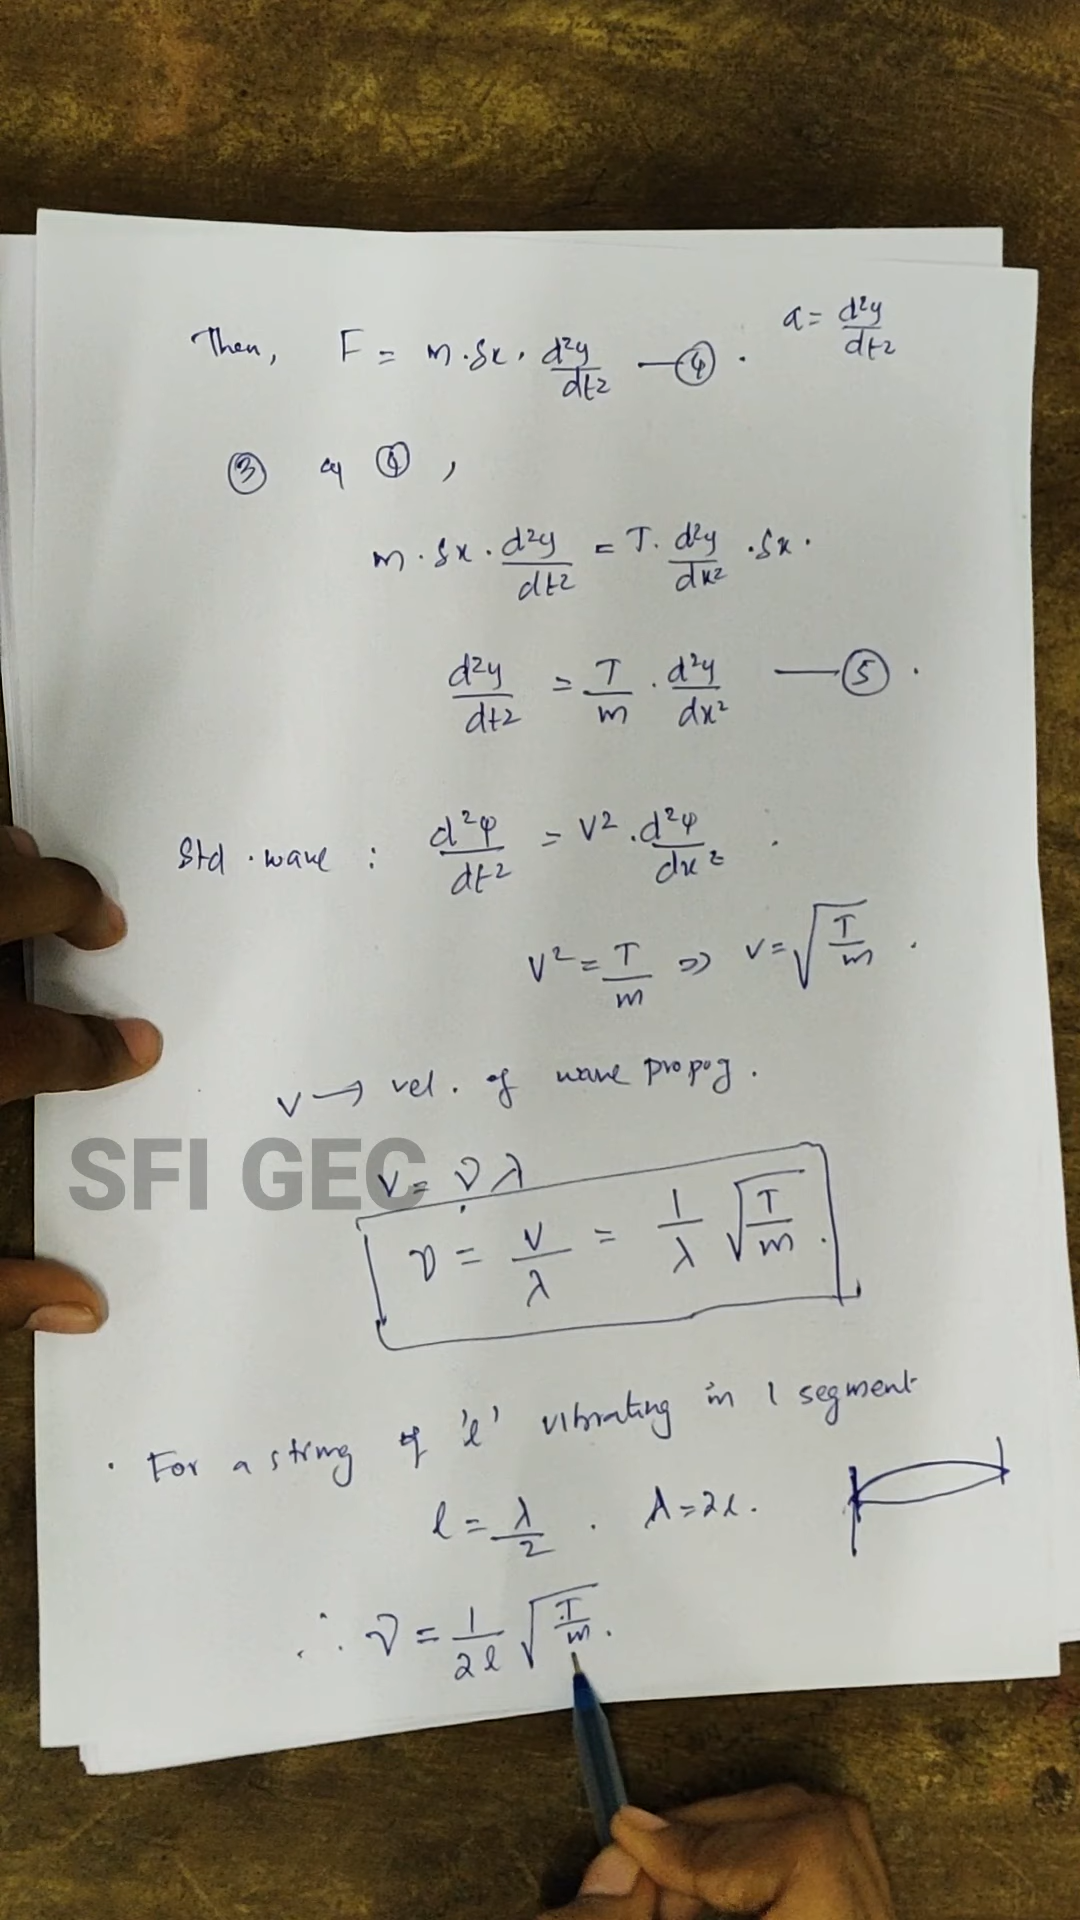 Then, F = m·δx· d²y/dt² —④· a = d²y/dt²
③ & ④,
m·δx·d²y/dt² = T·d²y/dx²·δx·
d²y/dt² = T/m·d²y/dx² —⑤·
Std·wave: d²φ/dt² = V²·d²φ/dx²
V² = T/m ⇒ v = √(T/m)·
V → vel. of wave propog.
SFI GEC
V = ν λ
ν = V/λ = 1/λ √(T/m).
· For a string of 'l' vibrating in 1 segment
l = λ/2 . λ = 2l.
∴ ν = 1/2l √(T/m).